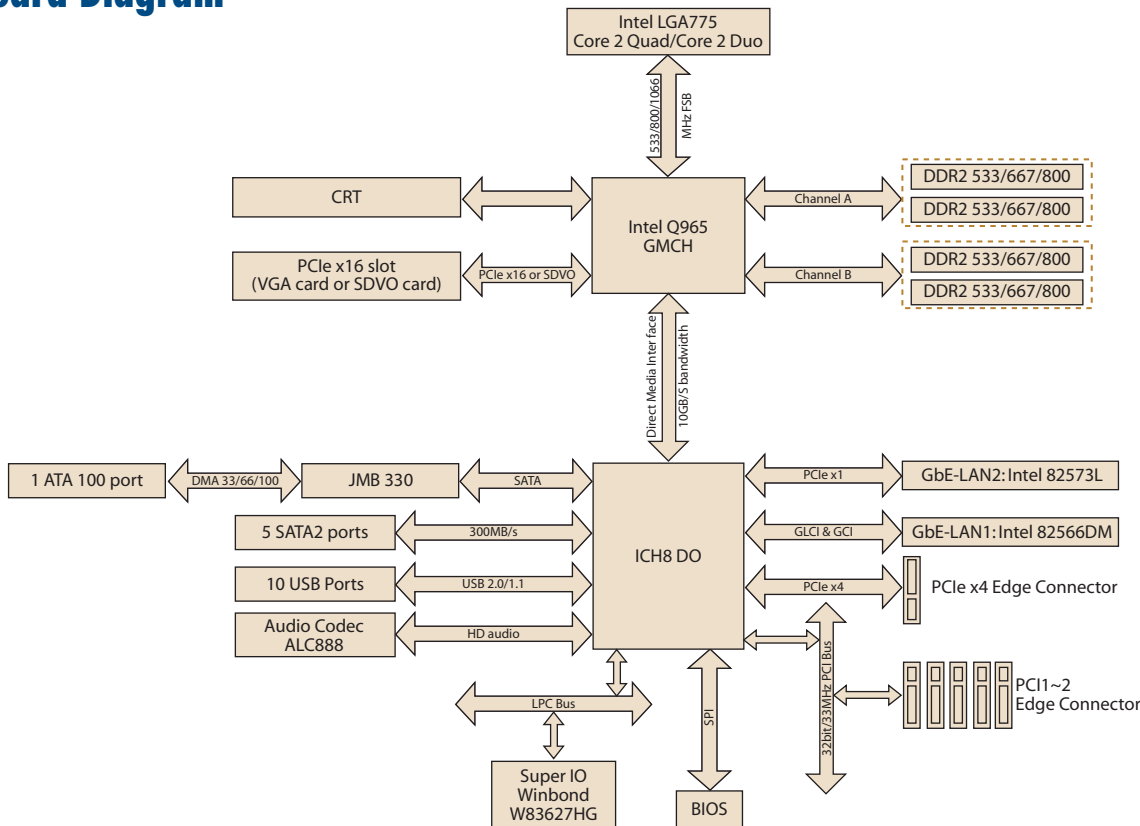 Intel LGA775
Core 2 Quad/Core 2 Duo
533/800/1066
MHz FSB
CRT
Intel Q965
GMCH
Channel A
DDR2 533/667/800
DDR2 533/667/800
PCIe x16 slot
(VGA card or SDVO card)
PCIe x16 or SDVO
Channel B
DDR2 533/667/800
DDR2 533/667/800
Direct Media Inter face
10GB/S bandwidth
1 ATA 100 port
DMA 33/66/100
JMB 330
SATA
ICH8 DO
PCIe x1
GbE-LAN2: Intel 82573L
5 SATA2 ports
300MB/s
GLCI & GCI
GbE-LAN1: Intel 82566DM
10 USB Ports
USB 2.0/1.1
PCIe x4
PCIe x4 Edge Connector
Audio Codec
ALC888
HD audio
LPC Bus
SPI
32bit/33MHz PCI Bus
PCI1~2
Edge Connector
Super IO
Winbond
W83627HG
BIOS